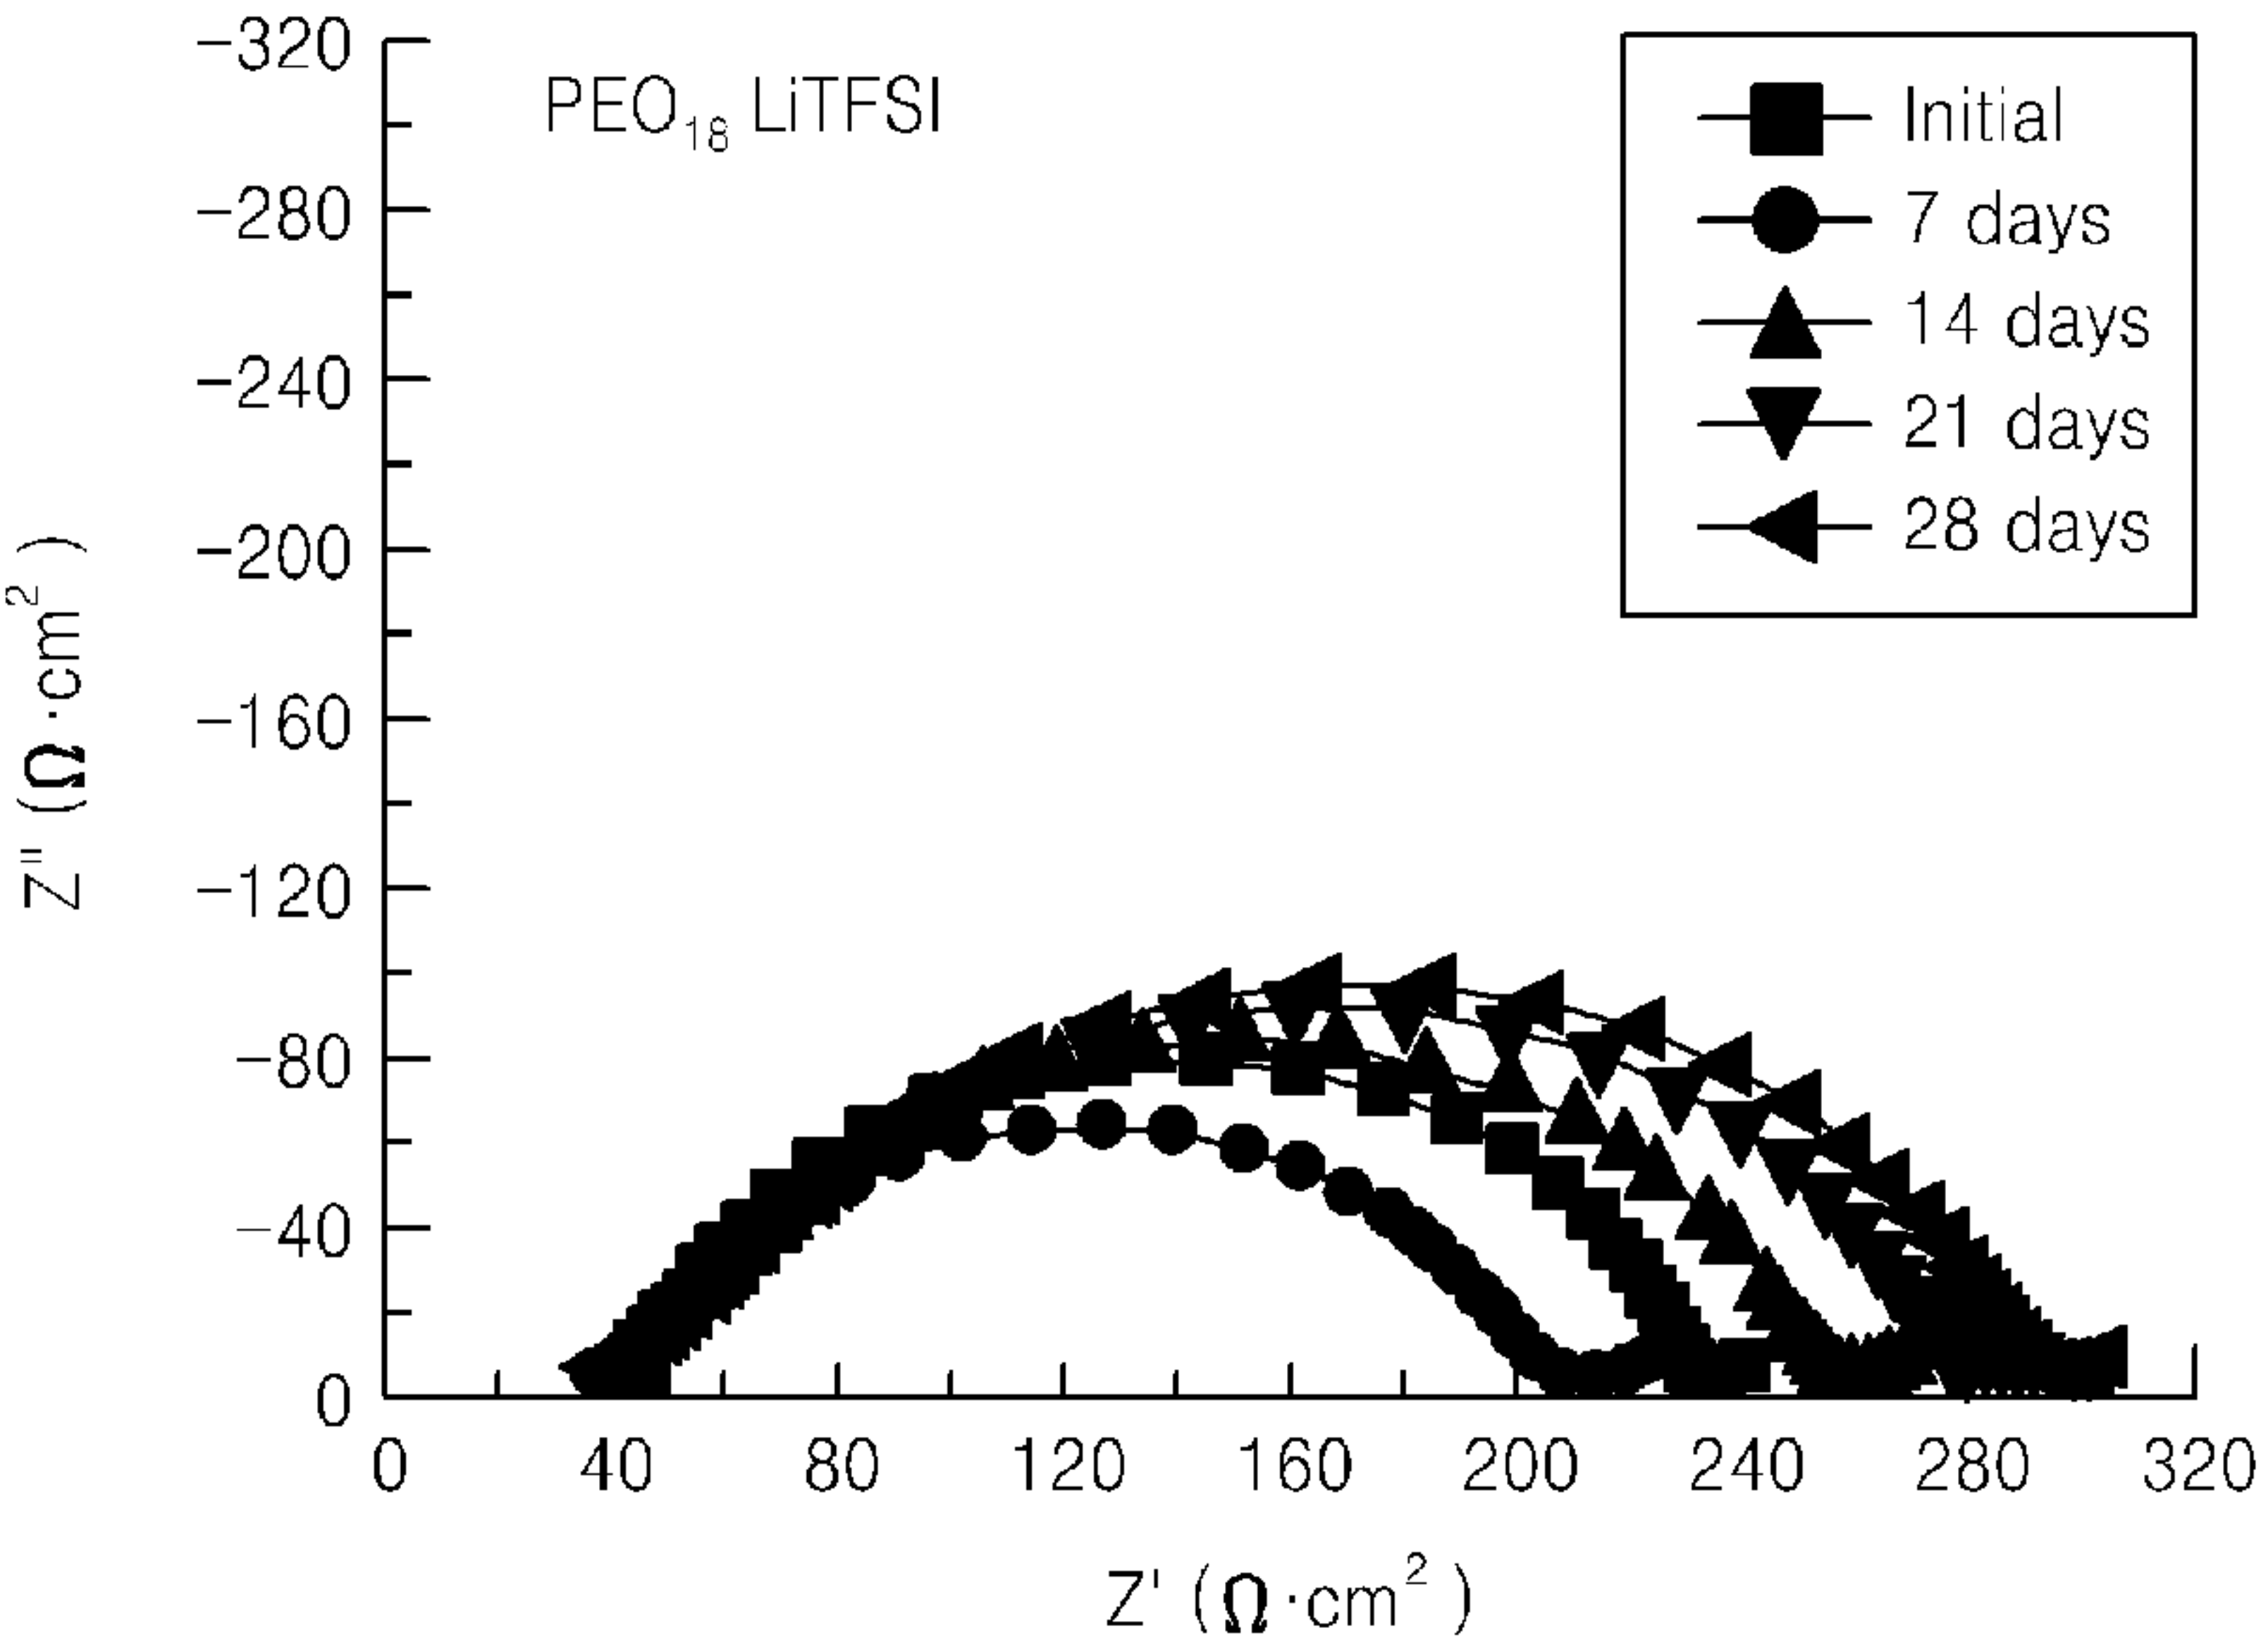 −320
−280
−240
−200
−160
−120
−80
−40
0
Z" (Ω·cm²)
PEO₁₈ LiTFSI
Initial
7 days
14 days
21 days
28 days
0 40 80 120 160 200 240 280 320
Z' (Ω·cm²)